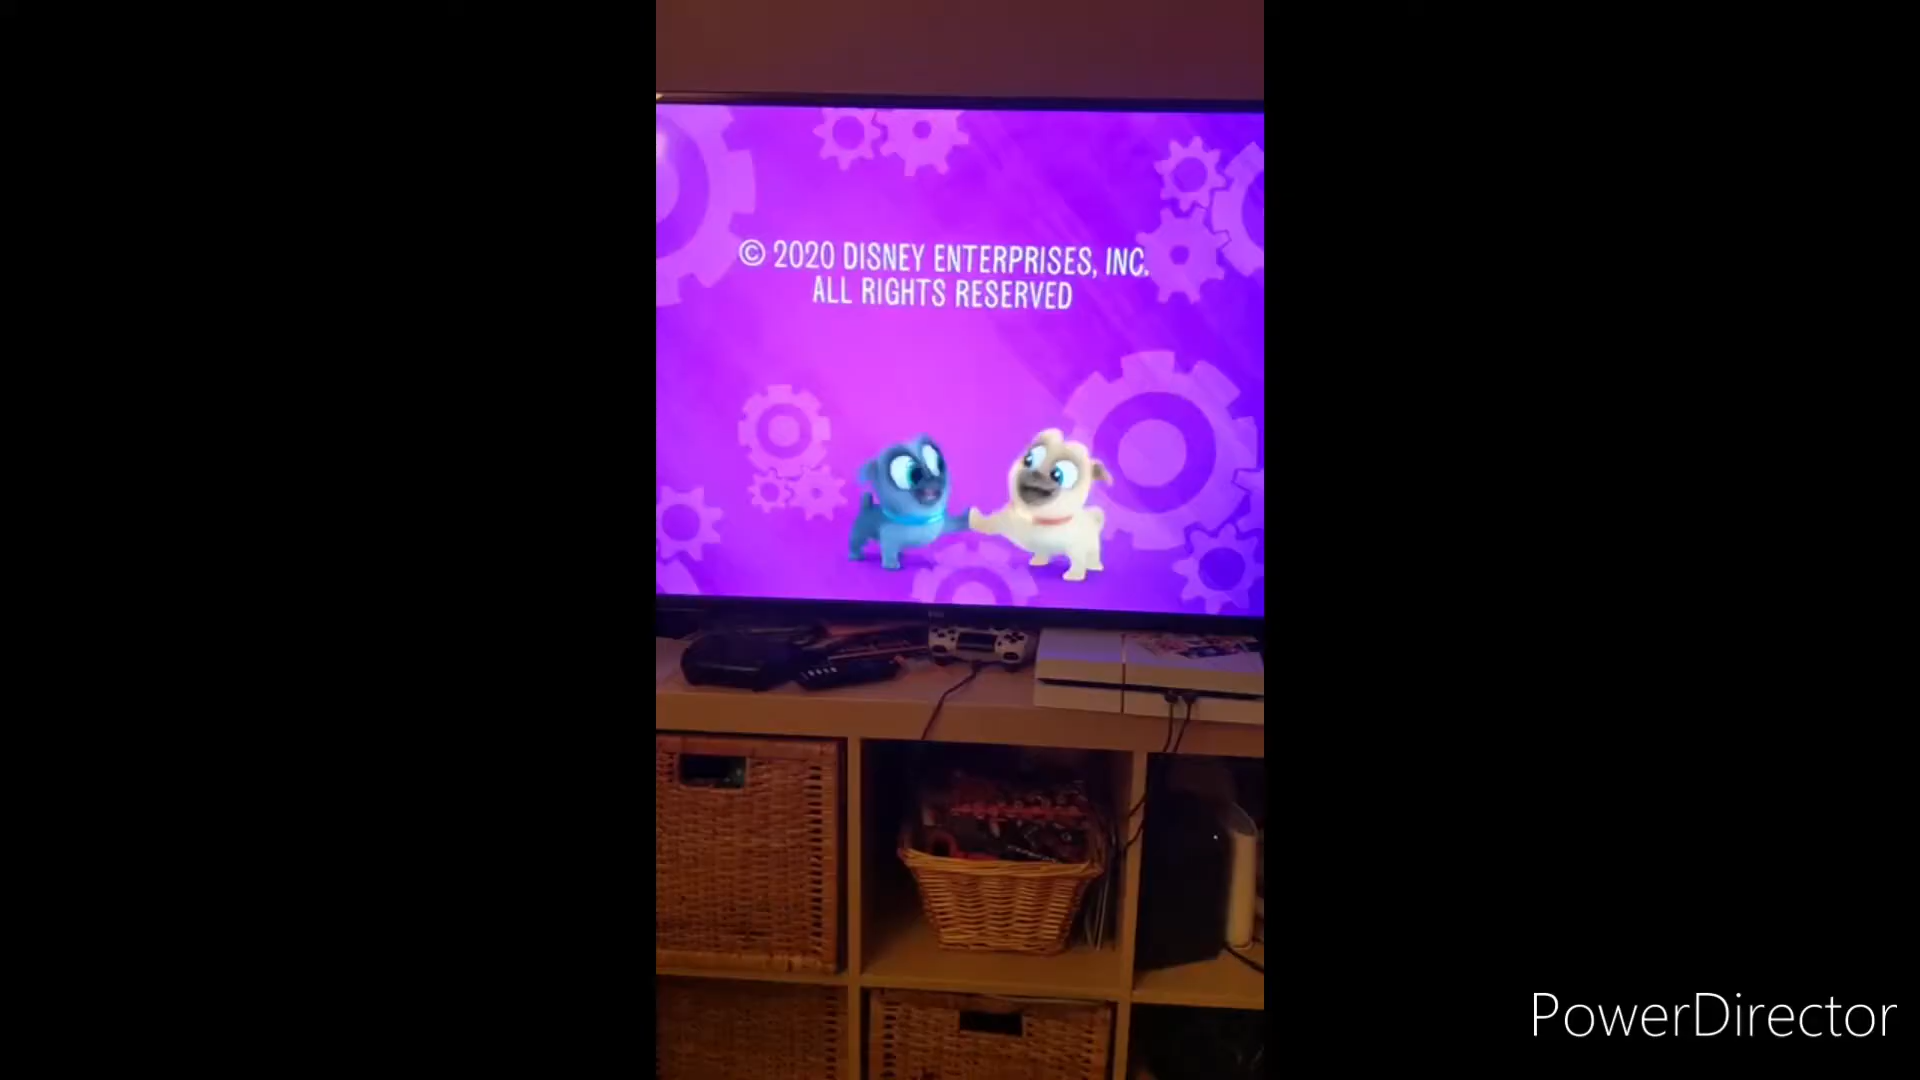 © 2020 DISNEY ENTERPRISES, INC.
ALL RIGHTS RESERVED
PowerDirector